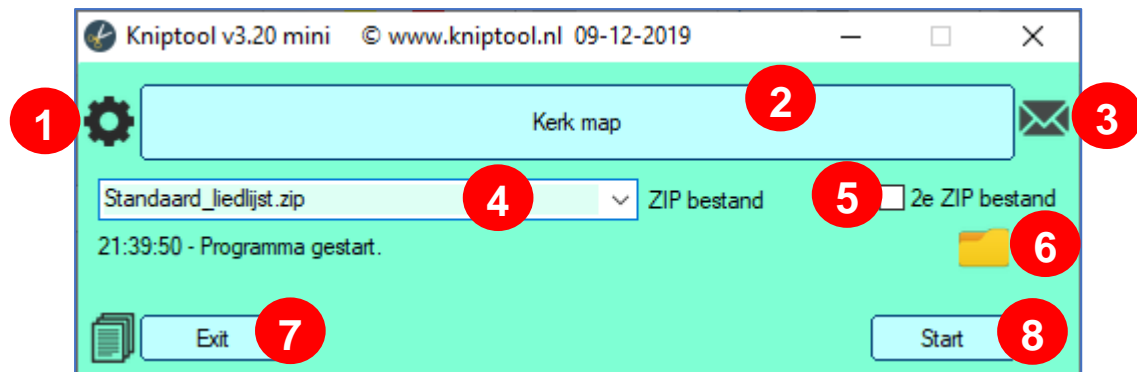 Kniptool v3.20 mini © www.kniptool.nl 09-12-2019
1 Kerk map 2 3
Standaard_liedlijst.zip 4 ZIP bestand 5 2e ZIP bestand
21:39:50 - Programma gestart. 6
Exit 7 Start 8